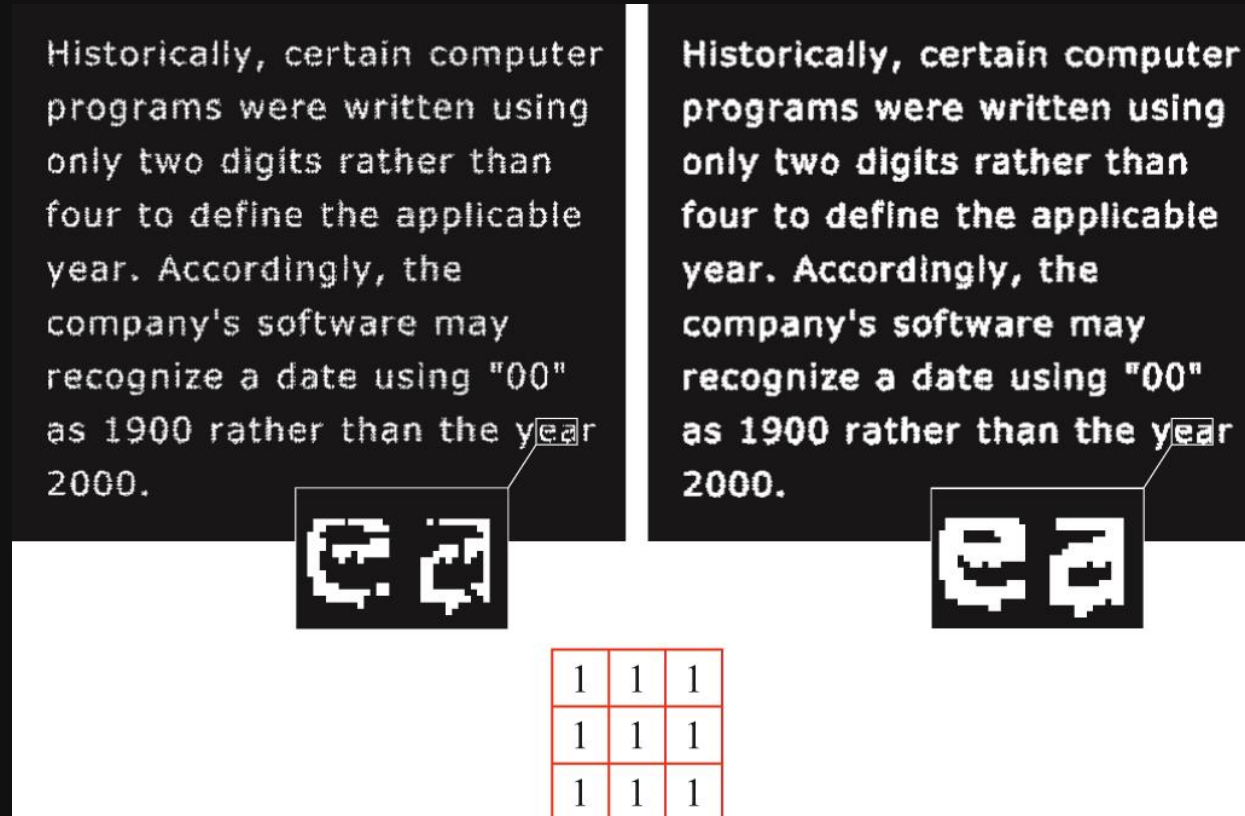 Historically, certain computer
programs were written using
only two digits rather than
four to define the applicable
year. Accordingly, the
company's software may
recognize a date using "00"
as 1900 rather than the year
2000.
e a
Historically, certain computer
programs were written using
only two digits rather than
four to define the applicable
year. Accordingly, the
company's software may
recognize a date using "00"
as 1900 rather than the year
2000.
e a
1 1 1
1 1 1
1 1 1